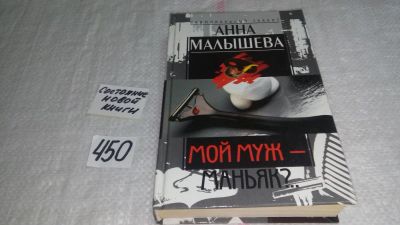 АННА
МАЛЫШЕВА
Состояние
новой
книги
450
МОЙ МУЖ –
МАНЬЯК?..